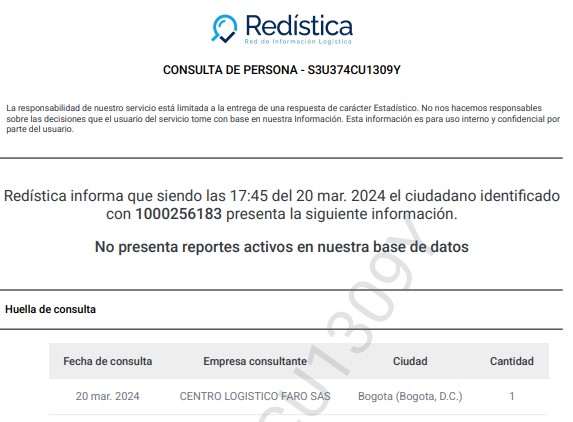 Redística
Red de Información Logística
CONSULTA DE PERSONA - S3U374CU1309Y
La responsabilidad de nuestro servicio está limitada a la entrega de una respuesta de carácter Estadístico. No nos hacemos responsables
sobre las decisiones que el usuario del servicio tome con base en nuestra Información. Esta información es para uso interno y confidencial por
parte del usuario.
Redística informa que siendo las 17:45 del 20 mar. 2024 el ciudadano identificado
con 1000256183 presenta la siguiente información.
No presenta reportes activos en nuestra base de datos
Huella de consulta
Fecha de consulta Empresa consultante Ciudad Cantidad
20 mar. 2024 CENTRO LOGISTICO FARO SAS Bogota (Bogota, D.C.) 1
CU1309Y